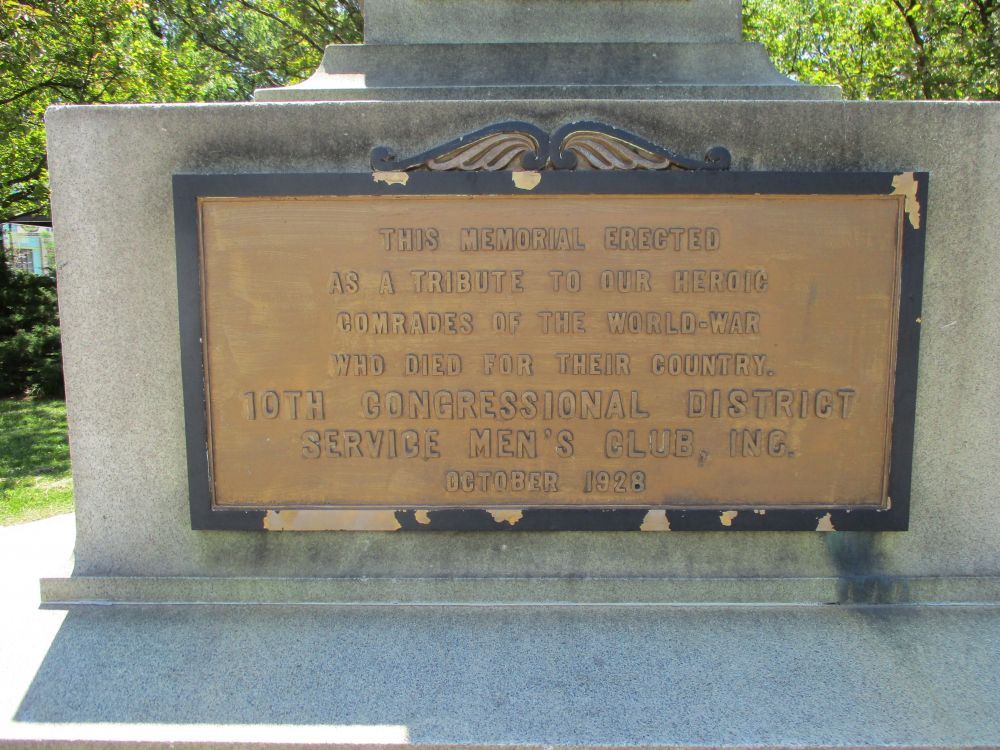 THIS MEMORIAL ERECTED
AS A TRIBUTE TO OUR HEROIC
COMRADES OF THE WORLD-WAR
WHO DIED FOR THEIR COUNTRY.
10TH CONGRESSIONAL DISTRICT
SERVICE MEN'S CLUB, INC.
OCTOBER 1928